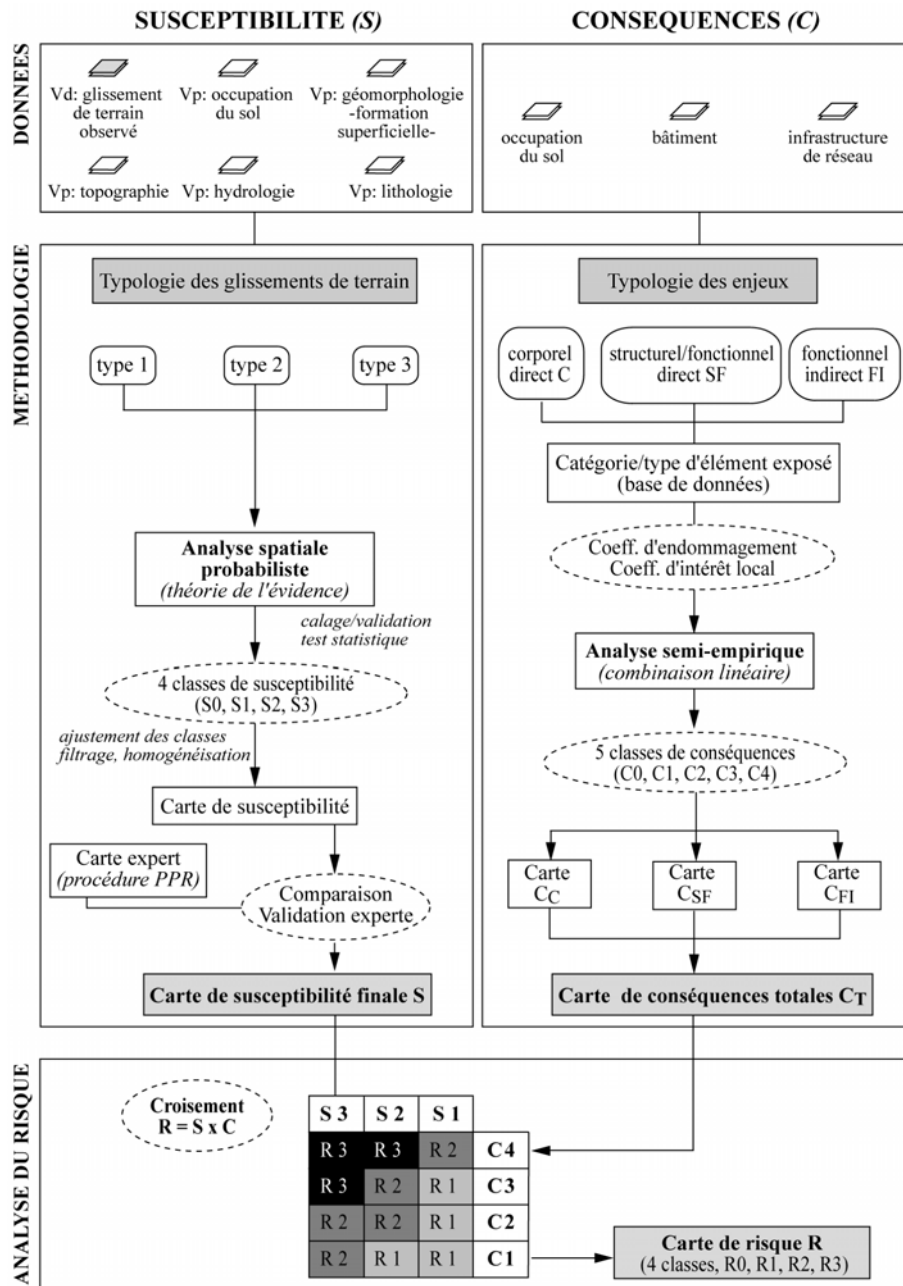 SUSCEPTIBILITE (S)
CONSEQUENCES (C)
DONNEES
Vd: glissement
de terrain
observé
Vp: occupation
du sol
Vp: géomorphologie
-formation
superficielle-
Vp: topographie
Vp: hydrologie
Vp: lithologie
occupation
du sol
bâtiment
infrastructure
de réseau
METHODOLOGIE
Typologie des glissements de terrain
type 1
type 2
type 3
Analyse spatiale
probabiliste
(théorie de l'évidence)
calage/validation
test statistique
4 classes de susceptibilité
(S0, S1, S2, S3)
ajustement des classes
filtrage, homogénéisation
Carte de susceptibilité
Carte expert
(procédure PPR)
Comparaison
Validation experte
Carte de susceptibilité finale S
Typologie des enjeux
corporel
direct C
structurel/fonctionnel
direct SF
fonctionnel
indirect FI
Catégorie/type d'élément exposé
(base de données)
Coeff. d'endommagement
Coeff. d'intérêt local
Analyse semi-empirique
(combinaison linéaire)
5 classes de conséquences
(C0, C1, C2, C3, C4)
Carte
CC
Carte
CSF
Carte
CFI
Carte de conséquences totales CT
ANALYSE DU RISQUE
Croisement
R = S x C
S 3 S 2 S 1
R 3 R 3 R 2 C4
R 3 R 2 R 1 C3
R 2 R 2 R 1 C2
R 2 R 1 R 1 C1
Carte de risque R
(4 classes, R0, R1, R2, R3)